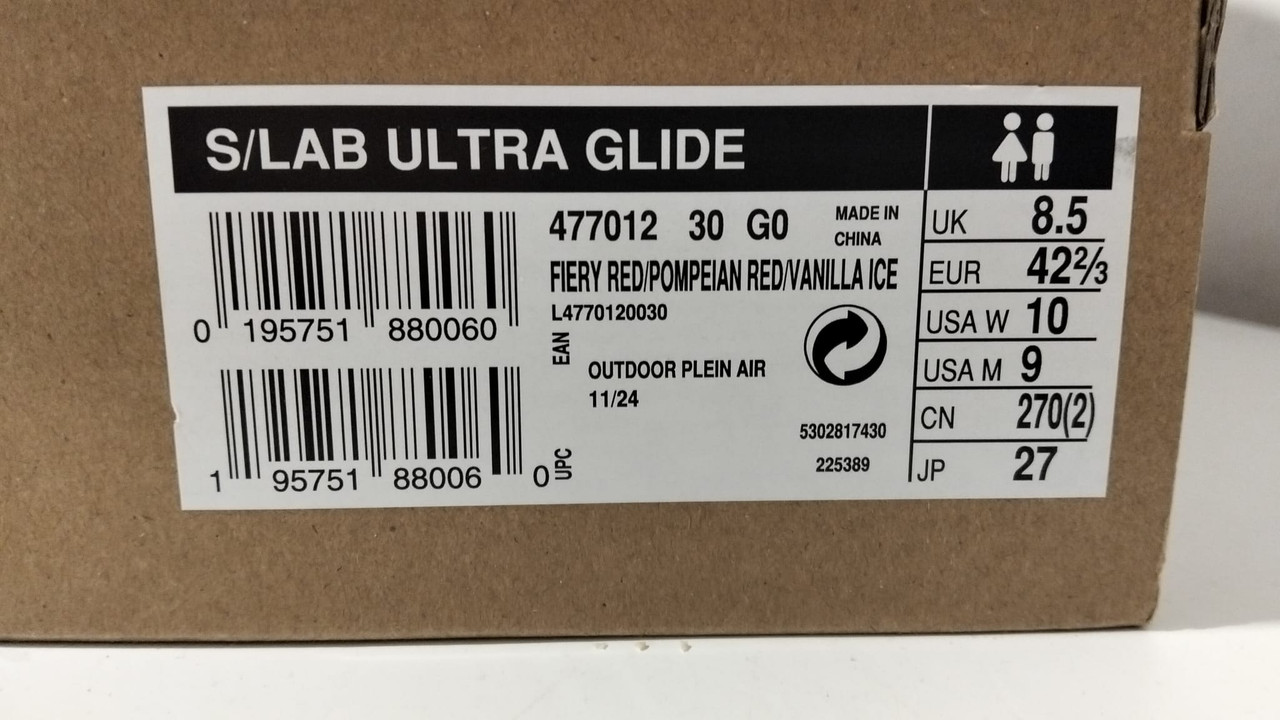 S/LAB ULTRA GLIDE
477012 30 G0
MADE IN
CHINA
FIERY RED/POMPEIAN RED/VANILLA ICE
L4770120030
0 195751 880060
EAN
OUTDOOR PLEIN AIR
11/24
5302817430
225389
1 95751 88006 0
UPC
UK 8.5
EUR 42⅔
USA W 10
USA M 9
CN 270(2)
JP 27